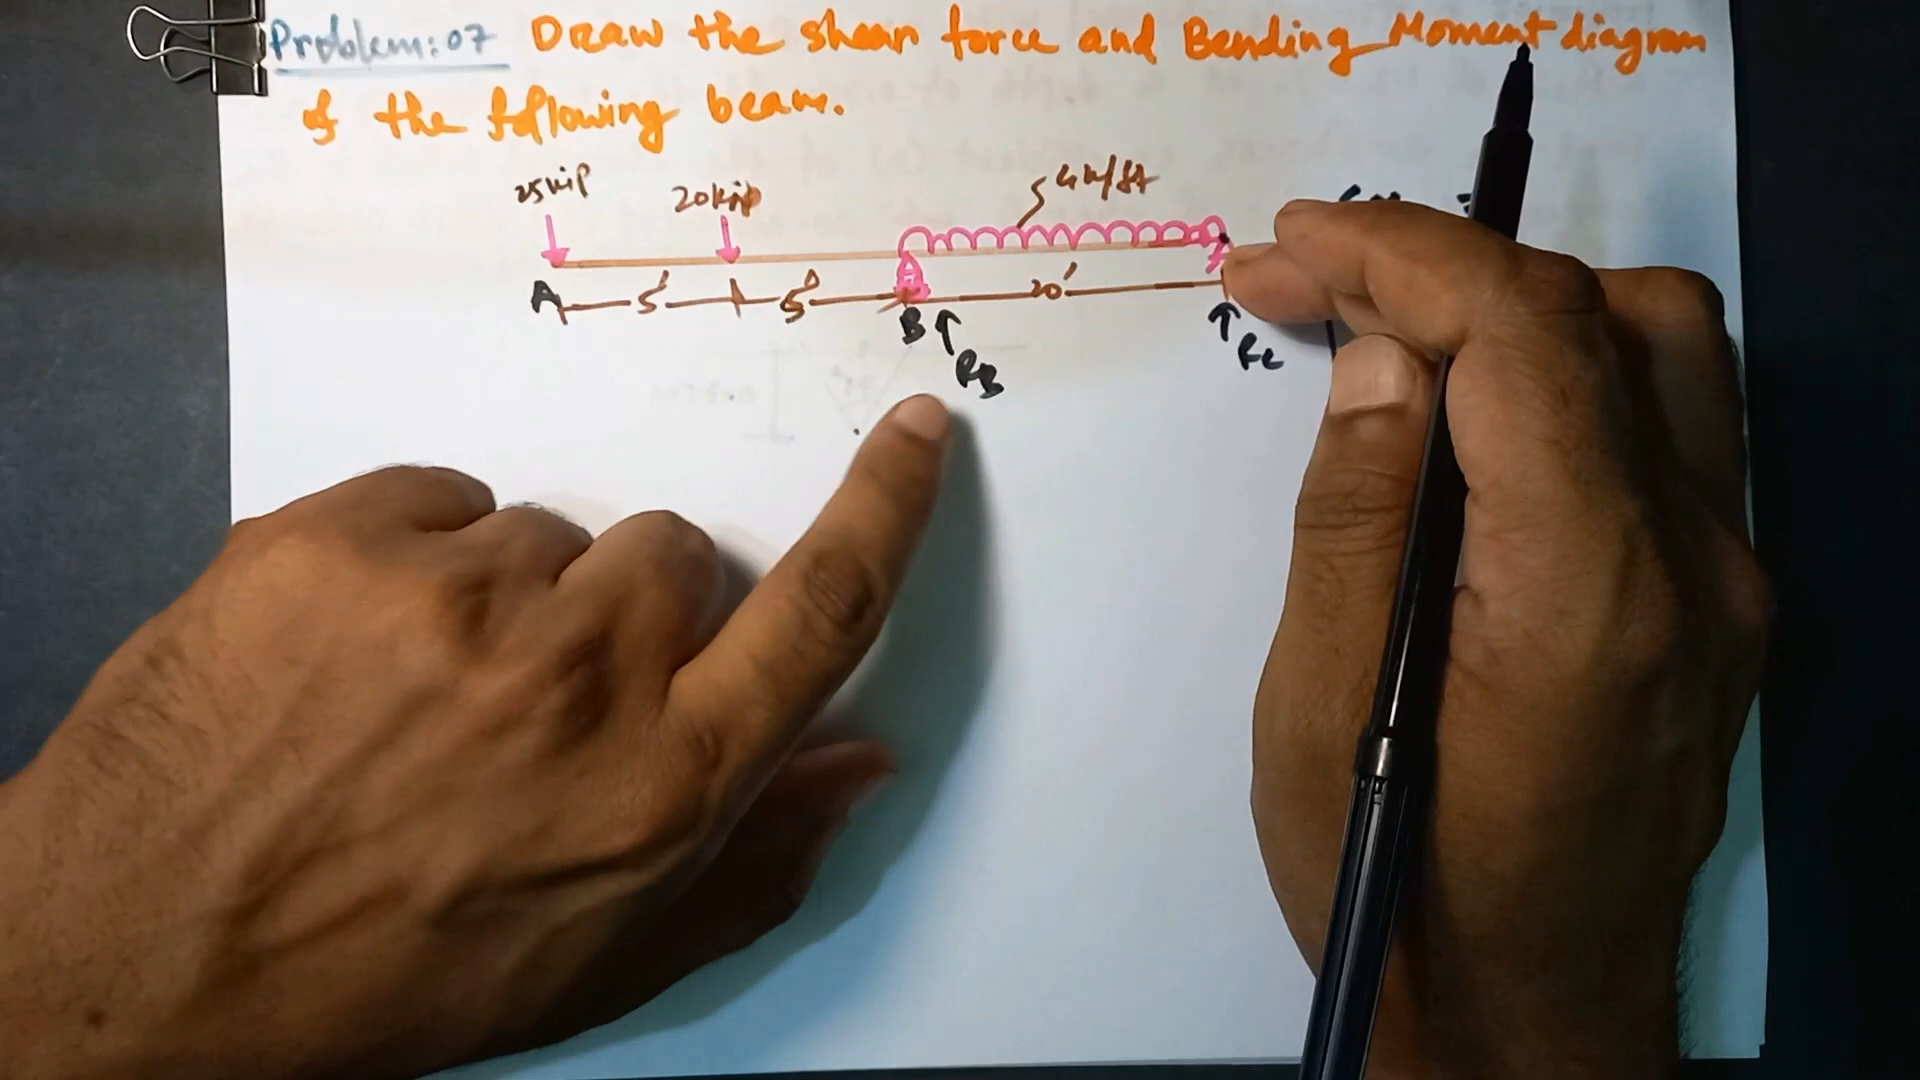 Problem: 07 Draw the shear force and Bending Moment diagram
of the following beam.
25kip 20kip 4k/ft
A 5' 5' 20'
B RB RC